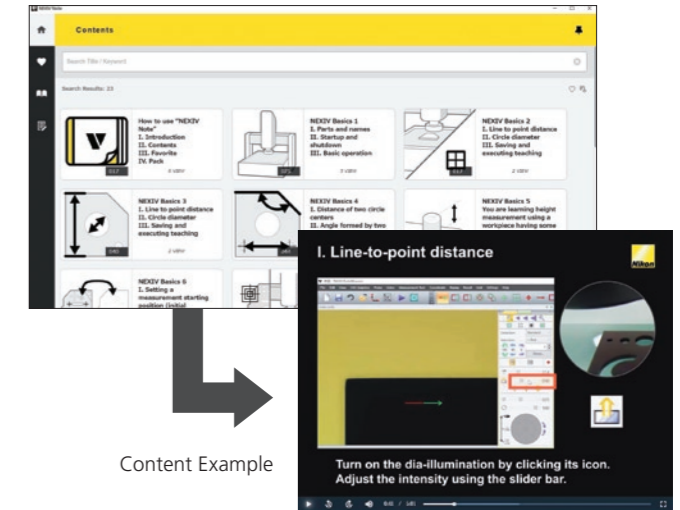 NEXIV Note
Contents
Search Title / Keyword
Search Results: 23
How to use "NEXIV
Note"
I. Introduction
II. Contents
III. Favorite
IV. Pack
NEXIV Basics 1
I. Parts and names
II. Startup and
shutdown
III. Basic operation
NEXIV Basics 2
I. Line to point distance
II. Circle diameter
III. Saving and
executing teaching
2 VIEW
NEXIV Basics 3
I. Line to point distance
II. Circle diameter
III. Saving and
executing teaching
2 VIEW
NEXIV Basics 4
I. Distance of two circle
centers
II. Angle formed by two
NEXIV Basics 5
You are learning height
measurement using a
workpiece having some
NEXIV Basics 6
I. Setting a
measurement starting
position (initial
I. Line-to-point distance
Nikon
Turn on the dia-illumination by clicking its icon.
Adjust the intensity using the slider bar.
Content Example